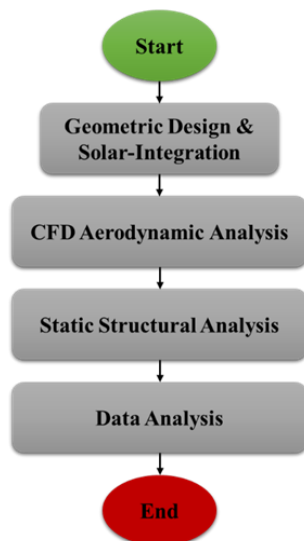 Start
Geometric Design &
Solar-Integration
CFD Aerodynamic Analysis
Static Structural Analysis
Data Analysis
End